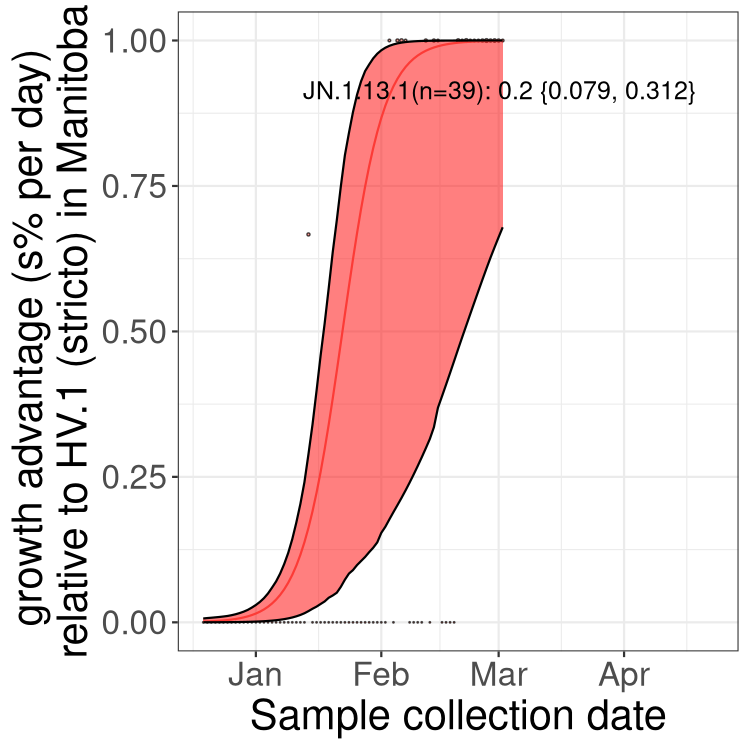 growth advantage (s% per day)
relative to HV.1 (stricto) in Manitoba
1.00
0.75
0.50
0.25
0.00
JN.1.13.1(n=39): 0.2 {0.079, 0.312}
Jan Feb Mar Apr
Sample collection date